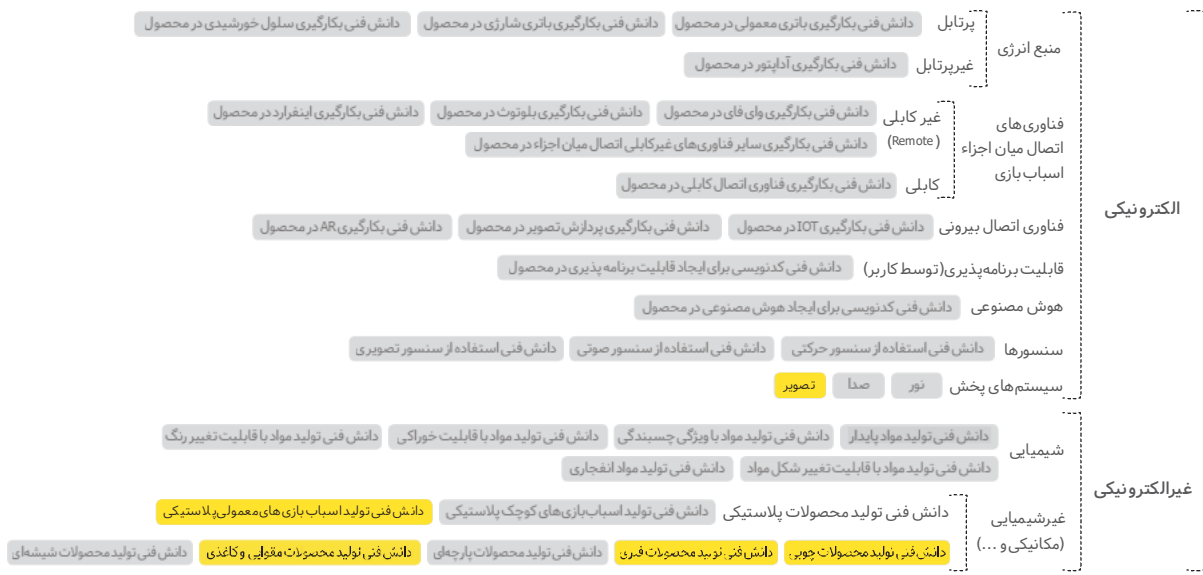 پرتابل دانش فنی بکارگیری باتری معمولی در محصول دانش فنی بکارگیری باتری شارژی در محصول دانش فنی بکارگیری سلول خورشیدی در محصول
منبع انرژی
غیرپرتابل دانش فنی بکارگیری آداپتور در محصول
فناوری‌های اتصال میان اجزاء اسباب بازی
غیر کابلی (Remote) دانش فنی بکارگیری وای فای در محصول دانش فنی بکارگیری بلوتوث در محصول دانش فنی بکارگیری اینفرارد در محصول
دانش فنی بکارگیری سایر فناوری‌های غیرکابلی اتصال میان اجزاء در محصول
کابلی دانش فنی بکارگیری فناوری اتصال کابلی در محصول
الکترونیکی
فناوری اتصال بیرونی دانش فنی بکارگیری IOT در محصول دانش فنی بکارگیری پردازش تصویر در محصول دانش فنی بکارگیری AR در محصول
قابلیت برنامه‌پذیری (توسط کاربر) دانش فنی کدنویسی برای ایجاد قابلیت برنامه پذیری در محصول
هوش مصنوعی دانش فنی کدنویسی برای ایجاد هوش مصنوعی در محصول
سنسورها دانش فنی استفاده از سنسور حرکتی دانش فنی استفاده از سنسور صوتی دانش فنی استفاده از سنسور تصویری
سیستم‌های پخش نور صدا تصویر
شیمیایی دانش فنی تولید مواد پایدار دانش فنی تولید مواد با ویژگی چسبندگی دانش فنی تولید مواد با قابلیت خوراکی دانش فنی تولید مواد با قابلیت تغییر رنگ
دانش فنی تولید مواد با قابلیت تغییر شکل مواد دانش فنی تولید مواد انفجاری
غیرالکترونیکی
غیرشیمیایی (مکانیکی و ...)
دانش فنی تولید محصولات پلاستیکی دانش فنی تولید اسباب‌بازی‌های کوچک پلاستیکی دانش فنی تولید اسباب بازی های معمولی پلاستیکی
دانش فنی تولید محصولات چوبی دانش فنی تولید محصولات فلزی دانش فنی تولید محصولات پارچه‌ای دانش فنی تولید محصولات مقوایی و کاغذی دانش فنی تولید محصولات شیشه‌ای